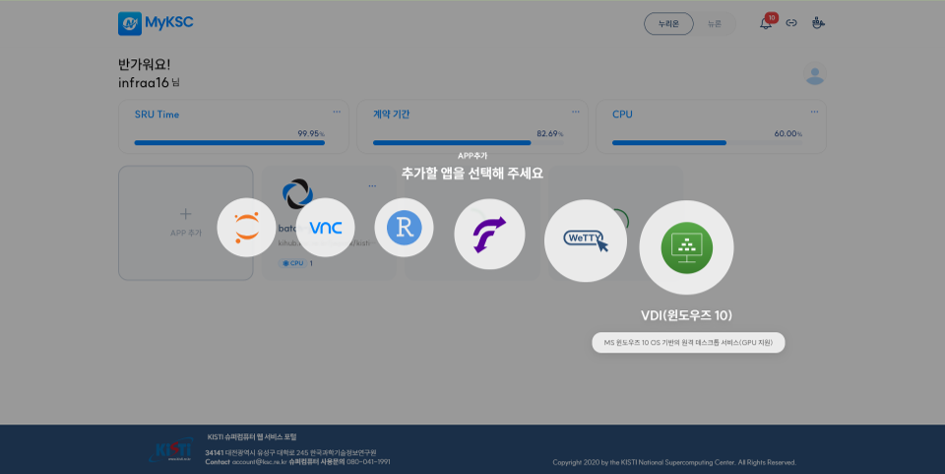 MyKSC
누리온
뉴론
10
반가워요!
infraa16 님
SRU Time
99.95%
계약 기간
82.69%
CPU
60.00%
APP추가
추가할 앱을 선택해 주세요
APP 추가
CPU 1
VNC
R
WeTTY
VDI(윈도우즈 10)
MS 윈도우즈 10 OS 기반의 원격 데스크톱 서비스(GPU 지원)
KISTI
KISTI 슈퍼컴퓨터 웹 서비스 포털
34141 대전광역시 유성구 대학로 245 한국과학기술정보연구원
Contact account@ksc.re.kr 슈퍼컴퓨터 사용문의 080-041-1991
Copyright 2020 by the KISTI National Supercomputing Center. All Rights Reserved.